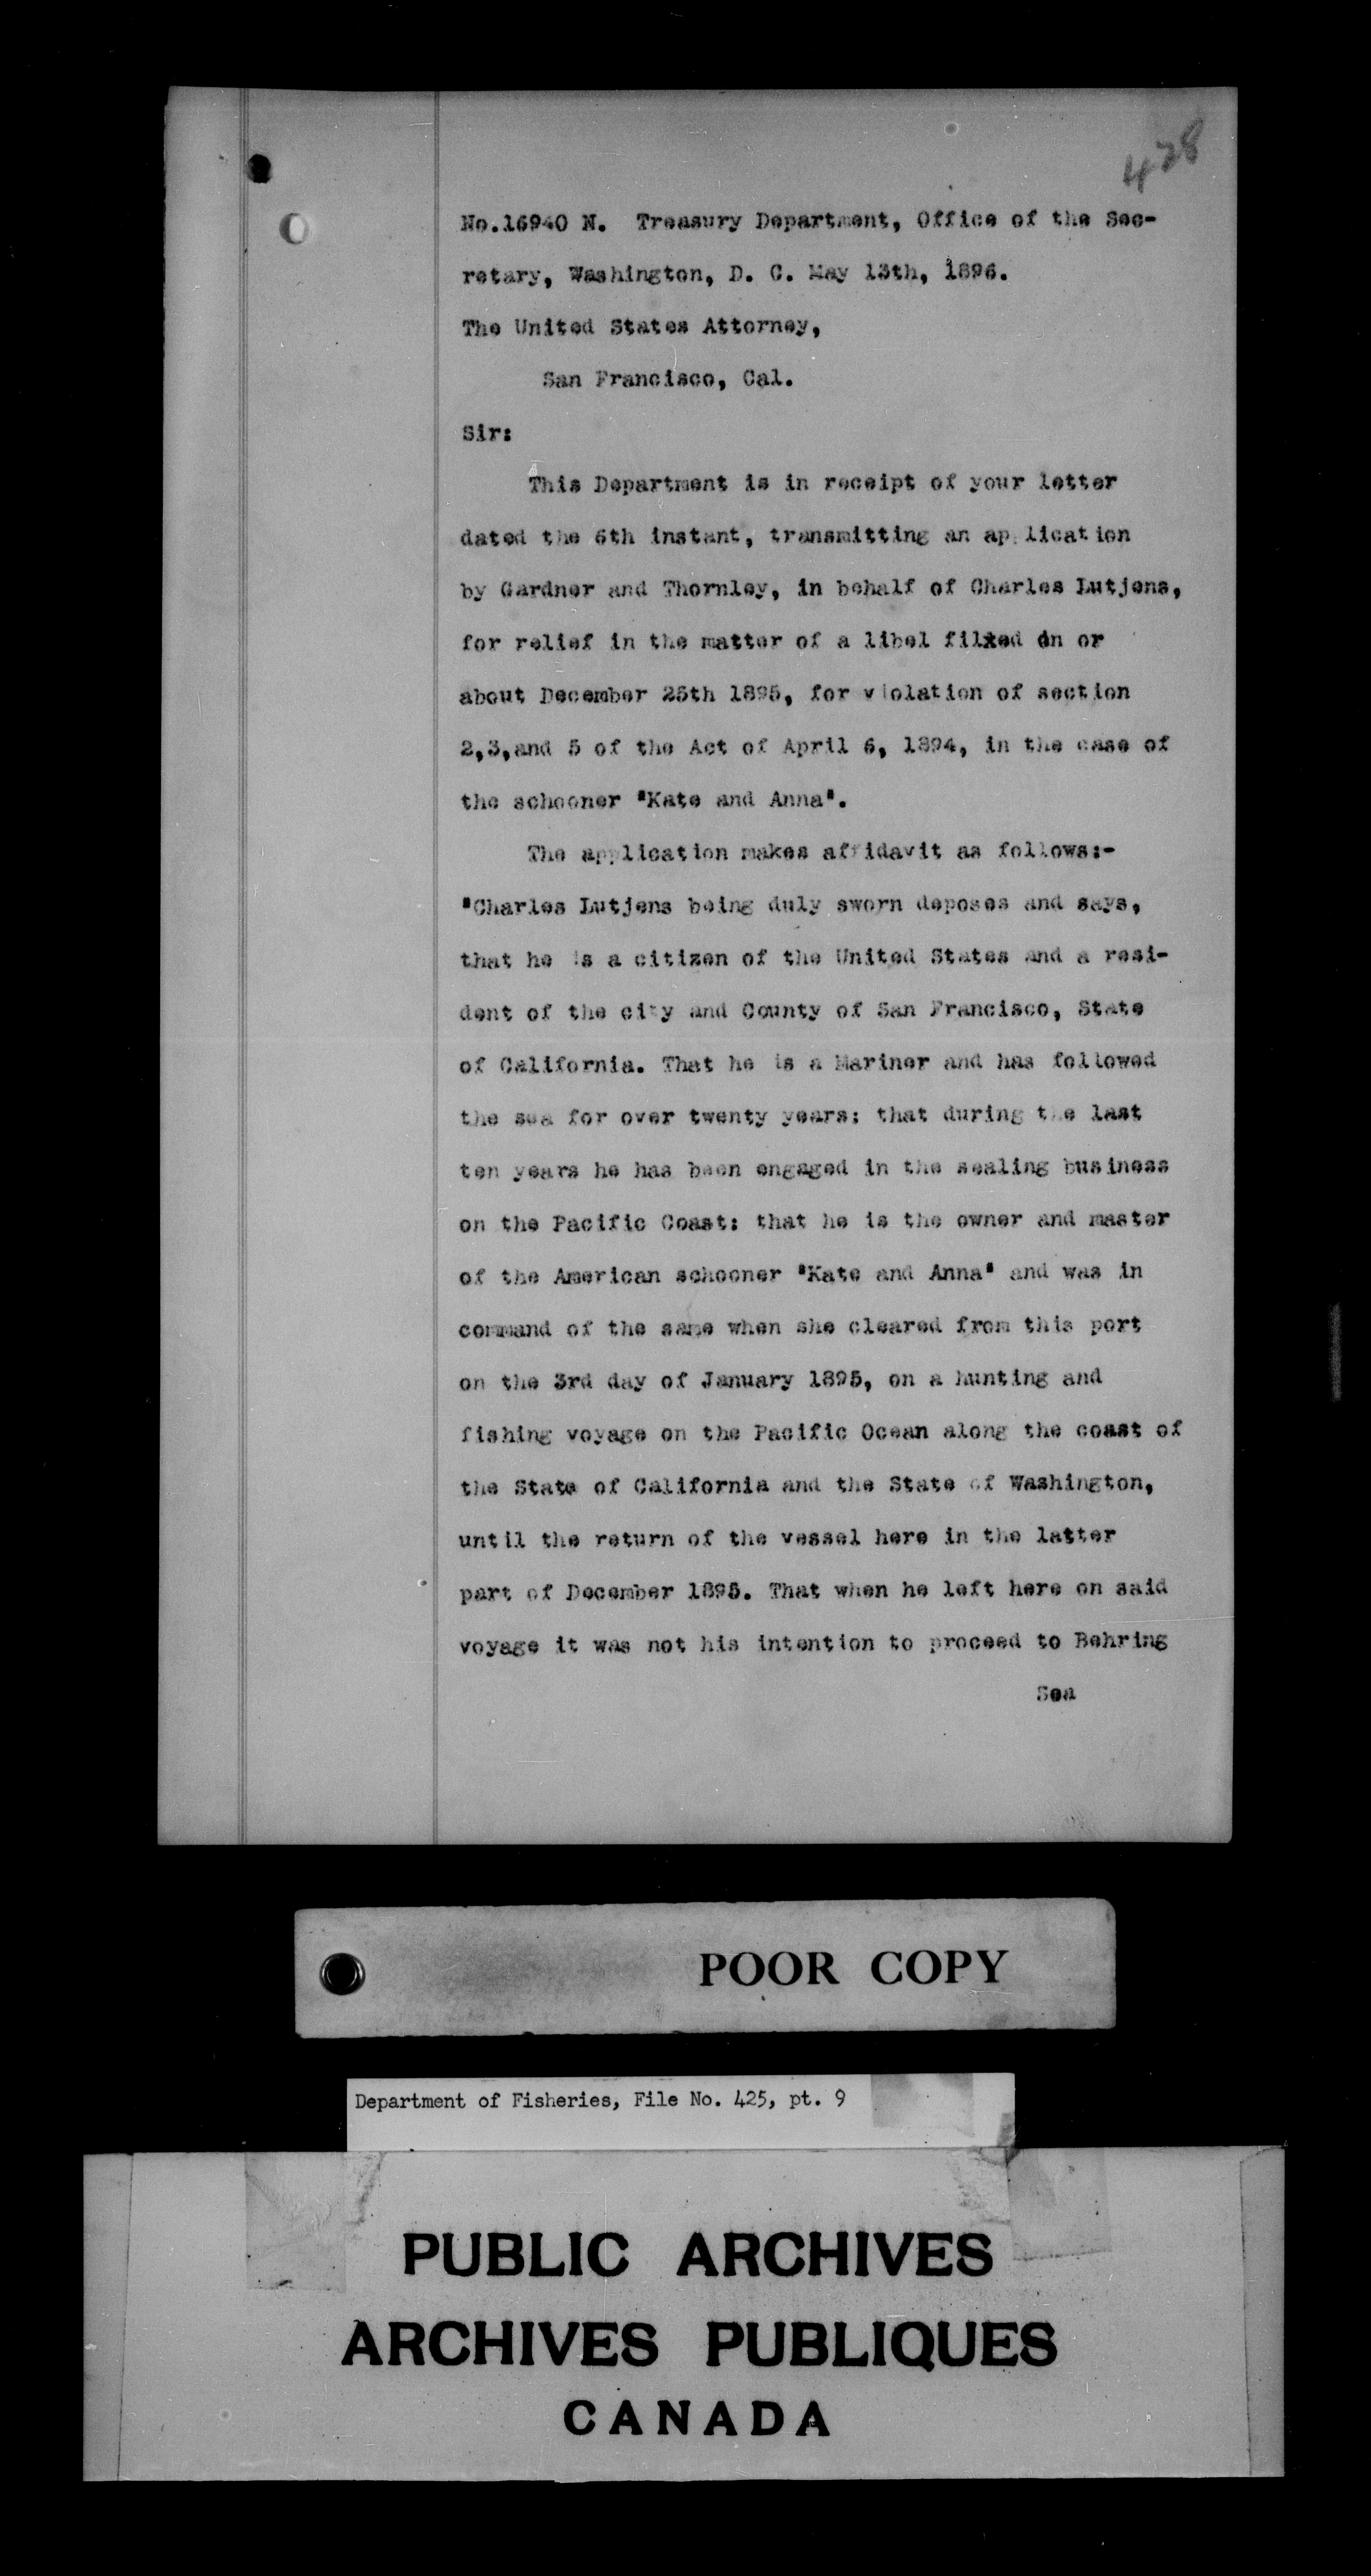 428
No.16940 N. Treasury Department, Office of the Sec-
retary, Washington, D. C. May 13th, 1896.
The United States Attorney,
San Francisco, Cal.
Sir:
This Department is in receipt of your letter
dated the 6th instant, transmitting an application
by Gardner and Thornley, in behalf of Charles Lutjens,
for relief in the matter of a libel filxed on or
about December 25th 1895, for violation of section
2,3,and 5 of the Act of April 6, 1894, in the case of
the schooner "Kate and Anna".
The application makes affidavit as follows:-
"Charles Lutjens being duly sworn deposes and says,
that he is a citizen of the United States and a resi-
dent of the city and County of San Francisco, State
of California. That he is a Mariner and has followed
the sea for over twenty years; that during the last
ten years he has been engaged in the sealing business
on the Pacific Coast: that he is the owner and master
of the American schooner "Kate and Anna" and was in
command of the same when she cleared from this port
on the 3rd day of January 1895, on a hunting and
fishing voyage on the Pacific Ocean along the coast of
the State of California and the State of Washington,
until the return of the vessel here in the latter
part of December 1895. That when he left here on said
voyage it was not his intention to proceed to Behring
Sea
POOR COPY
Department of Fisheries, File No. 425, pt. 9
PUBLIC ARCHIVES
ARCHIVES PUBLIQUES
CANADA